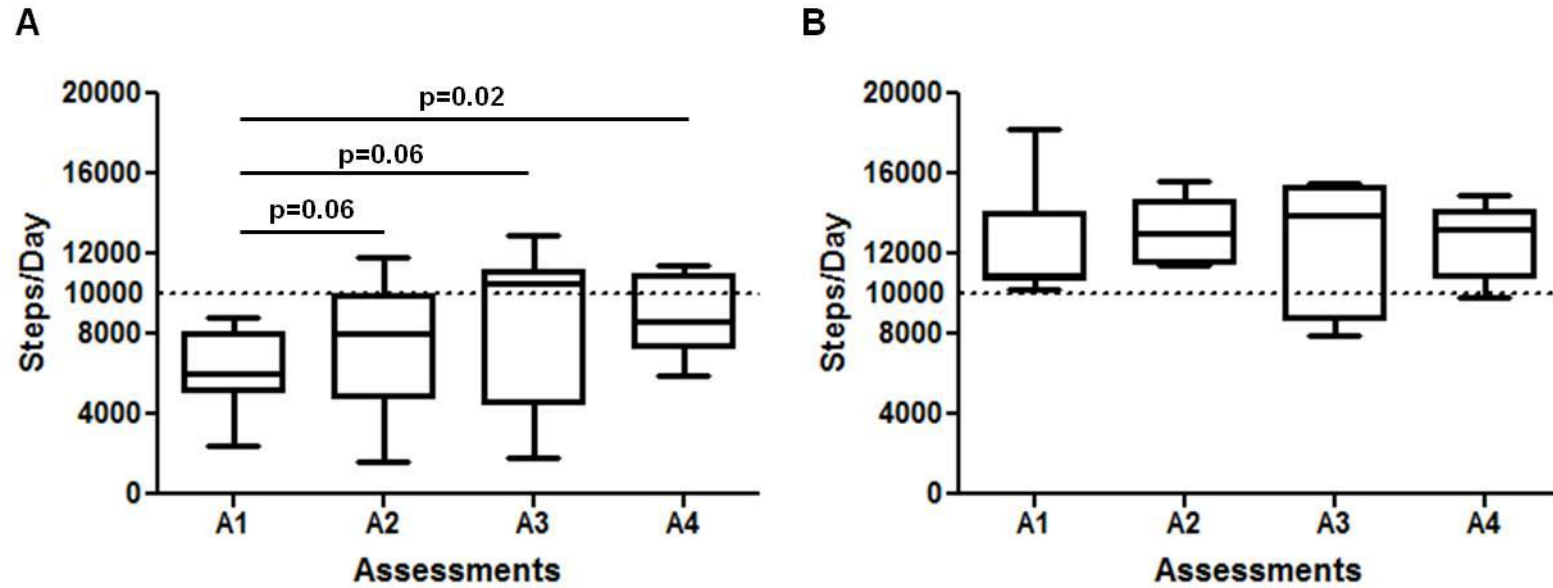 A
B
Steps/Day
20000
16000
12000
10000
8000
4000
0
p=0.02
p=0.06
p=0.06
A1 A2 A3 A4
Assessments
Steps/Day
20000
16000
12000
10000
8000
4000
0
A1 A2 A3 A4
Assessments